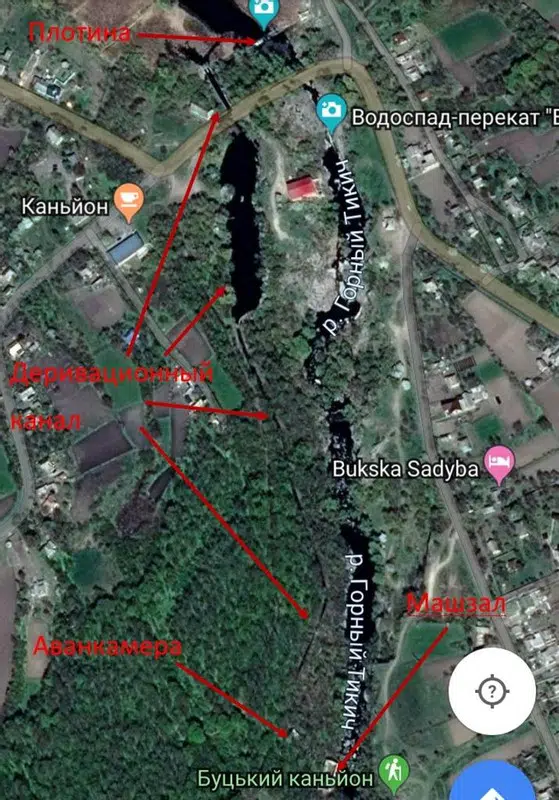 Плотина
Водоспад-перекат "
Каньйон
р. Горный Тикич
Деривационный
канал
Bukska Sadyba
р. Горный Тикич
Машзал
Аванкамера
?
Буцький каньйон